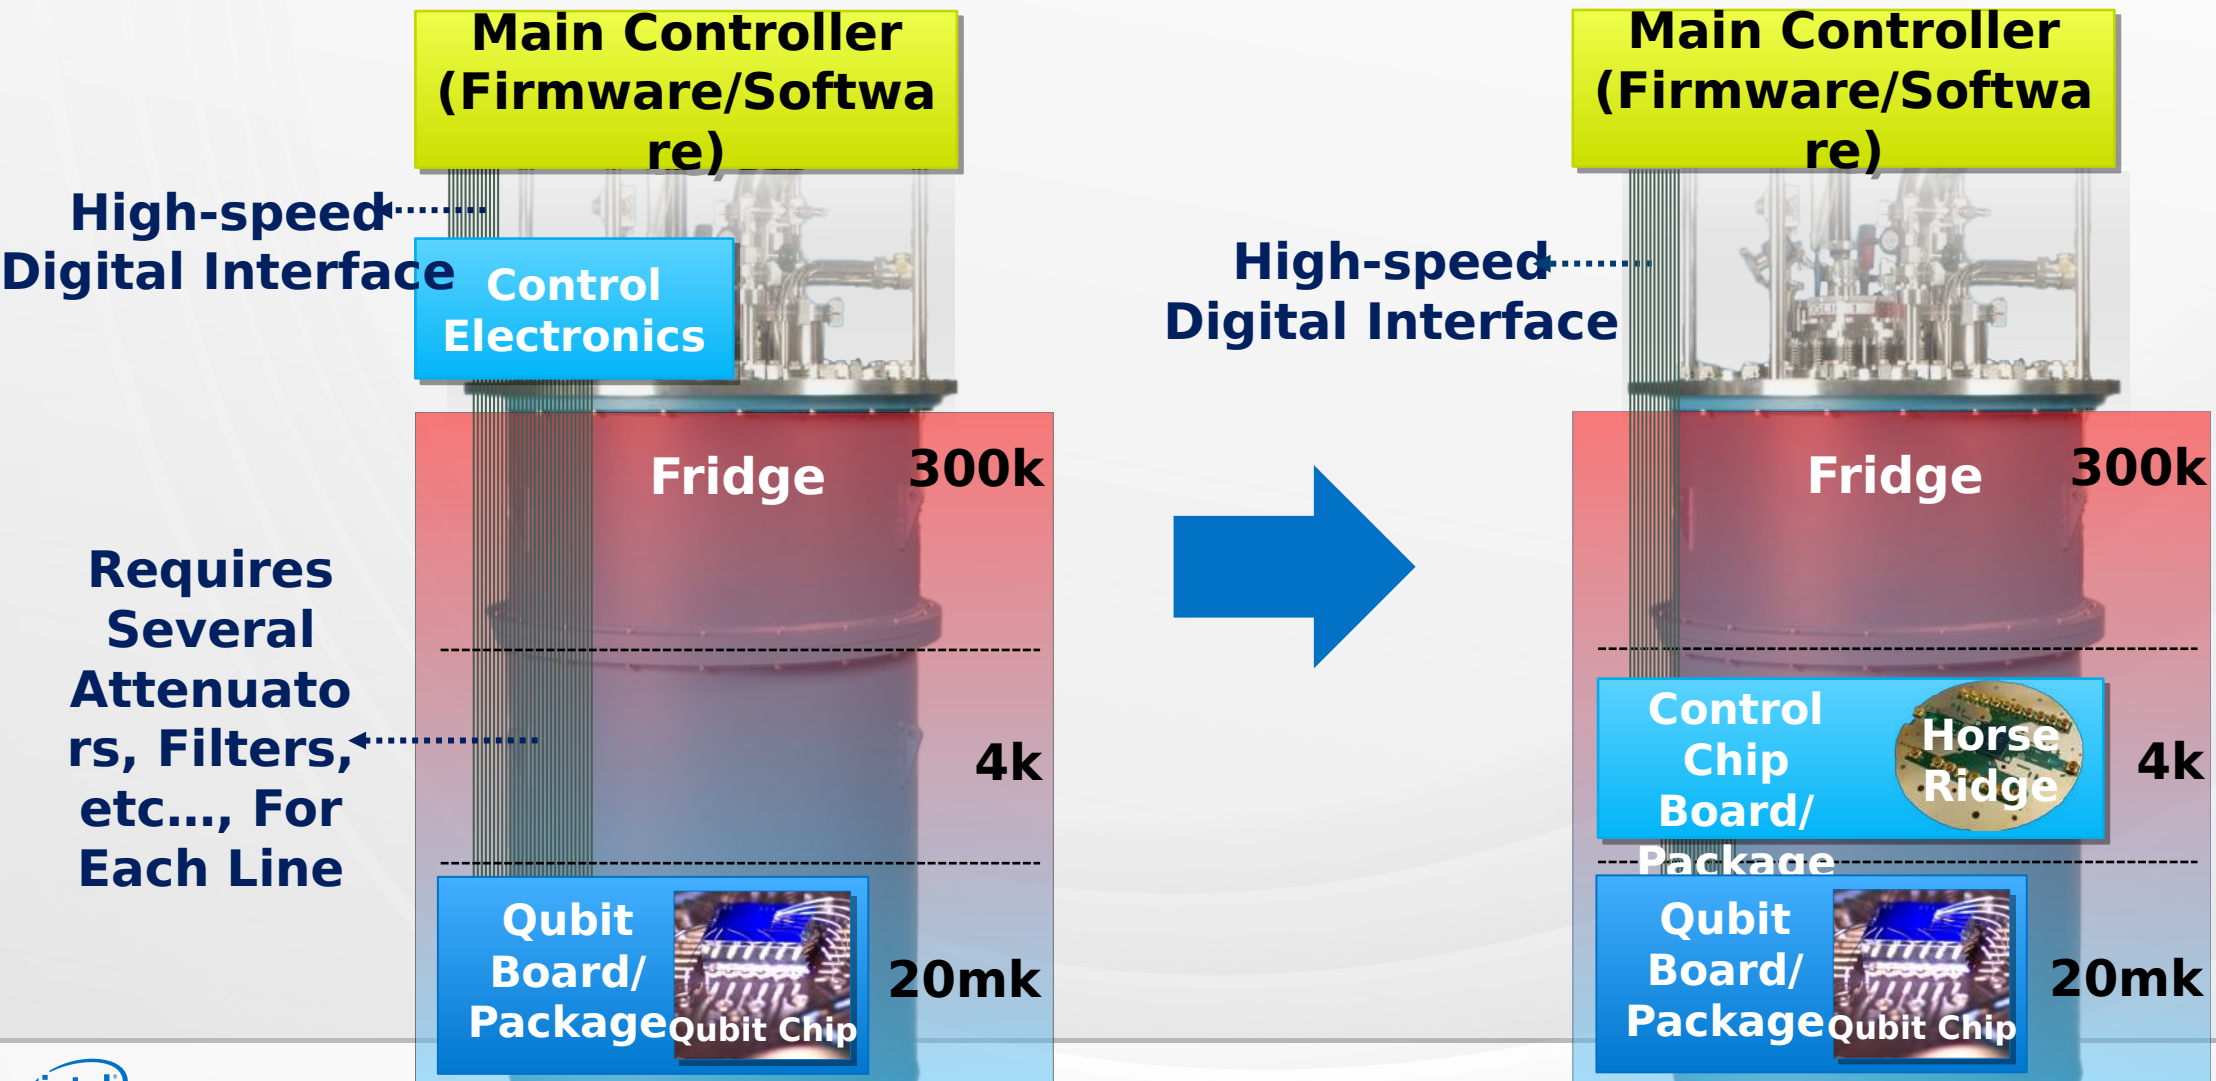 Main Controller
(Firmware/Softwa
re)
High-speed
Digital Interface
Control
Electronics
Fridge
300k
Requires
Several
Attenuato
rs, Filters,
etc…, For
Each Line
4k
Qubit
Board/
Package
Qubit Chip
20mk
Main Controller
(Firmware/Softwa
re)
High-speed
Digital Interface
Fridge
300k
Control
Chip
Board/
Package
Horse
Ridge
4k
Qubit
Board/
Package
Qubit Chip
20mk